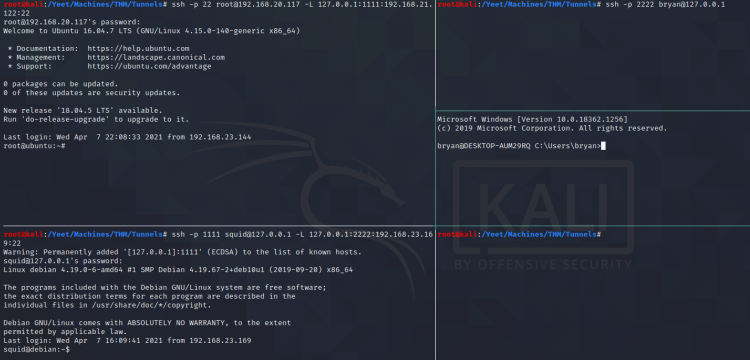 root@kali:/Yeet/Machines/THM/Tunnels# ssh -p 22 root@192.168.20.117 -L 127.0.0.1:1111:192.168.21.
122:22
root@192.168.20.117's password:
Welcome to Ubuntu 16.04.7 LTS (GNU/Linux 4.15.0-140-generic x86_64)
* Documentation: https://help.ubuntu.com
* Management: https://landscape.canonical.com
* Support: https://ubuntu.com/advantage
0 packages can be updated.
0 of these updates are security updates.
New release '18.04.5 LTS' available.
Run 'do-release-upgrade' to upgrade to it.
Last login: Wed Apr  7 22:08:33 2021 from 192.168.23.144
root@ubuntu:~#
root@kali:/Yeet/Machines/THM/Tunnels# ssh -p 2222 bryan@127.0.0.1
Microsoft Windows [Version 10.0.18362.1256]
(c) 2019 Microsoft Corporation. All rights reserved.
bryan@DESKTOP-AUM29RQ C:\Users\bryan>
root@kali:/Yeet/Machines/THM/Tunnels# ssh -p 1111 squid@127.0.0.1 -L 127.0.0.1:2222:192.168.23.16
9:22
Warning: Permanently added '[127.0.0.1]:1111' (ECDSA) to the list of known hosts.
squid@127.0.0.1's password:
Linux debian 4.19.0-6-amd64 #1 SMP Debian 4.19.67-2+deb10u1 (2019-09-20) x86_64
The programs included with the Debian GNU/Linux system are free software;
the exact distribution terms for each program are described in the
individual files in /usr/share/doc/*/copyright.
Debian GNU/Linux comes with ABSOLUTELY NO WARRANTY, to the extent
permitted by applicable law.
Last login: Wed Apr  7 16:09:41 2021 from 192.168.23.169
squid@debian:~$
root@kali:/Yeet/Machines/THM/Tunnels#
KALI
BY OFFENSIVE SECURITY